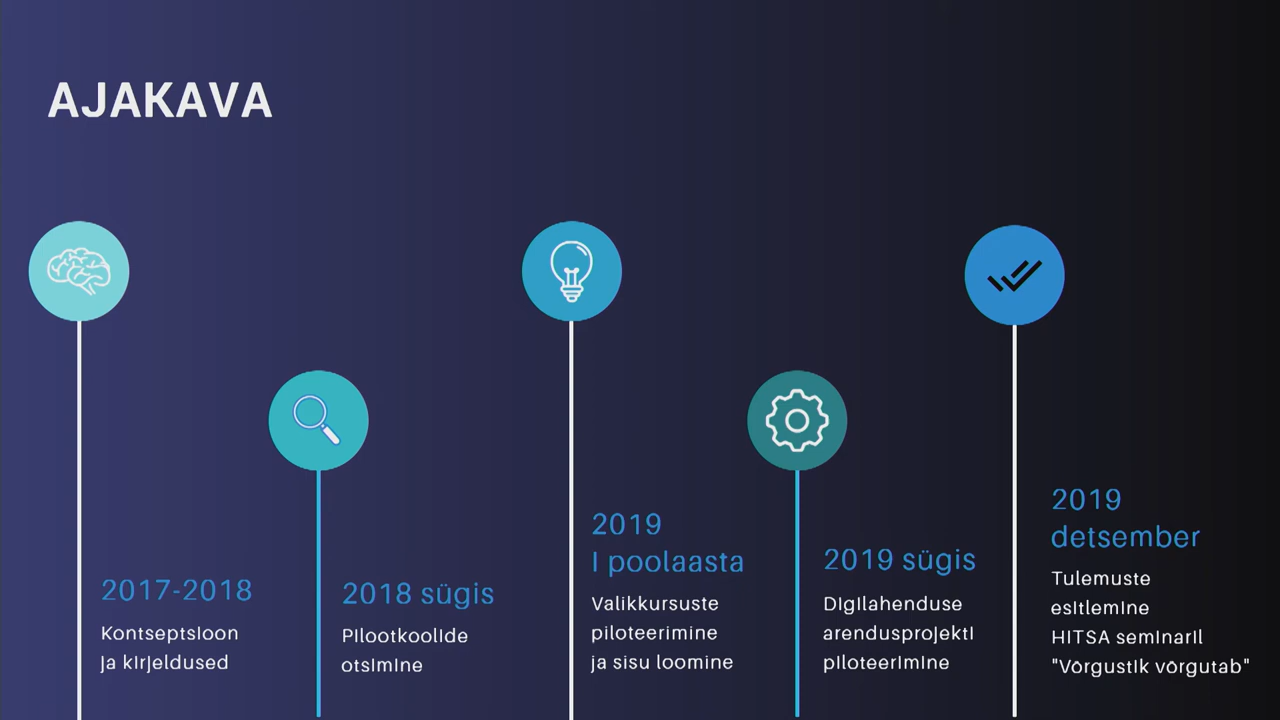 AJAKAVA
2017-2018
Kontseptsioon
ja kirjeldused
2018 sügis
Pilootkoolide
otsimine
2019
I poolaasta
Valikkursuste
piloteerimine
ja sisu loomine
2019 sügis
Digilahenduse
arendusprojekti
piloteerimine
2019
detsember
Tulemuste
esitlemine
HITSA seminaril
"Võrgustik võrgutab"